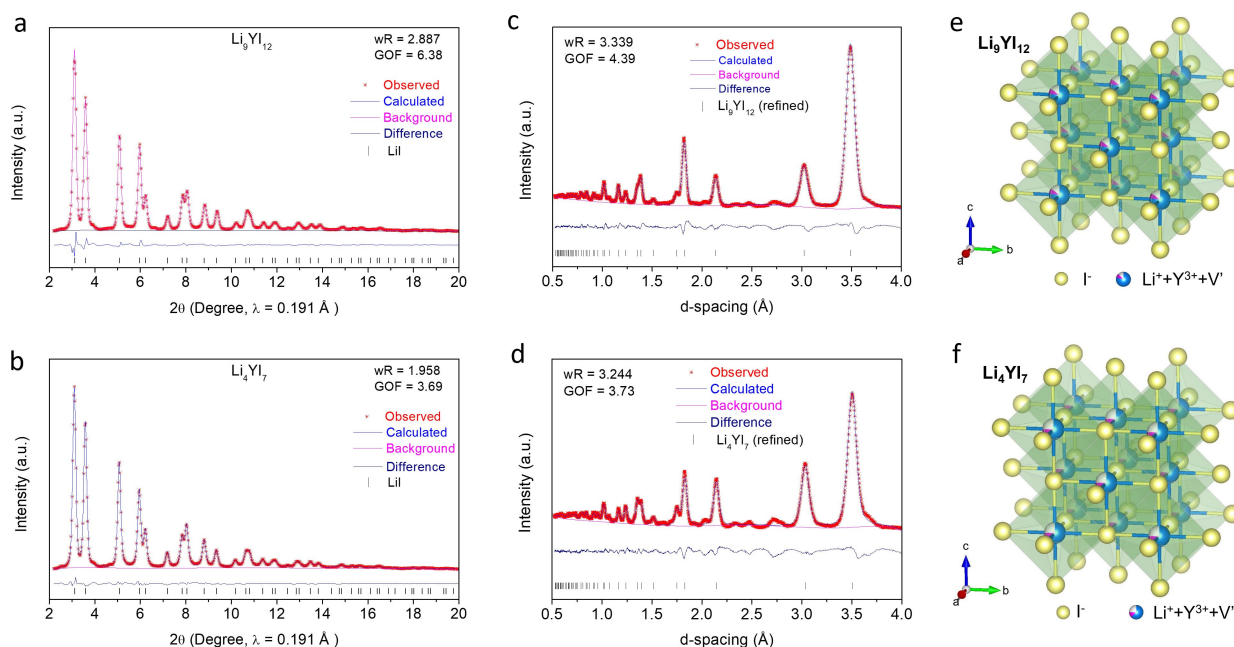 a
Li₉YI₁₂
wR = 2.887
GOF = 6.38
Observed
Calculated
Background
Difference
LiI
Intensity (a.u.)
2 4 6 8 10 12 14 16 18 20
2θ (Degree, λ = 0.191 Å )
c
wR = 3.339
GOF = 4.39
Observed
Calculated
Background
Difference
Li₉YI₁₂ (refined)
Intensity (a.u.)
0.5 1.0 1.5 2.0 2.5 3.0 3.5 4.0
d-spacing (Å)
e
Li₉YI₁₂
c
a
b
I⁻
Li⁺+Y³⁺+V'
b
Li₄YI₇
wR = 1.958
GOF = 3.69
Observed
Calculated
Background
Difference
LiI
Intensity (a.u.)
2 4 6 8 10 12 14 16 18 20
2θ (Degree, λ = 0.191 Å )
d
wR = 3.244
GOF = 3.73
Observed
Calculated
Background
Difference
Li₄YI₇ (refined)
Intensity (a.u.)
0.5 1.0 1.5 2.0 2.5 3.0 3.5 4.0
d-spacing (Å)
f
Li₄YI₇
c
a
b
I⁻
Li⁺+Y³⁺+V'